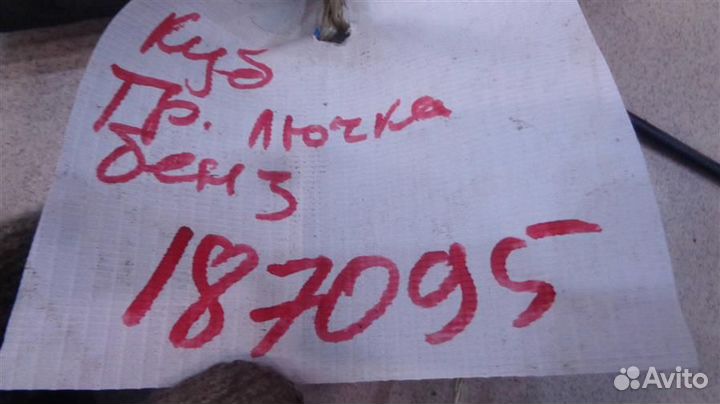 Куб
Пр. лючка
бенз
187095
Avito